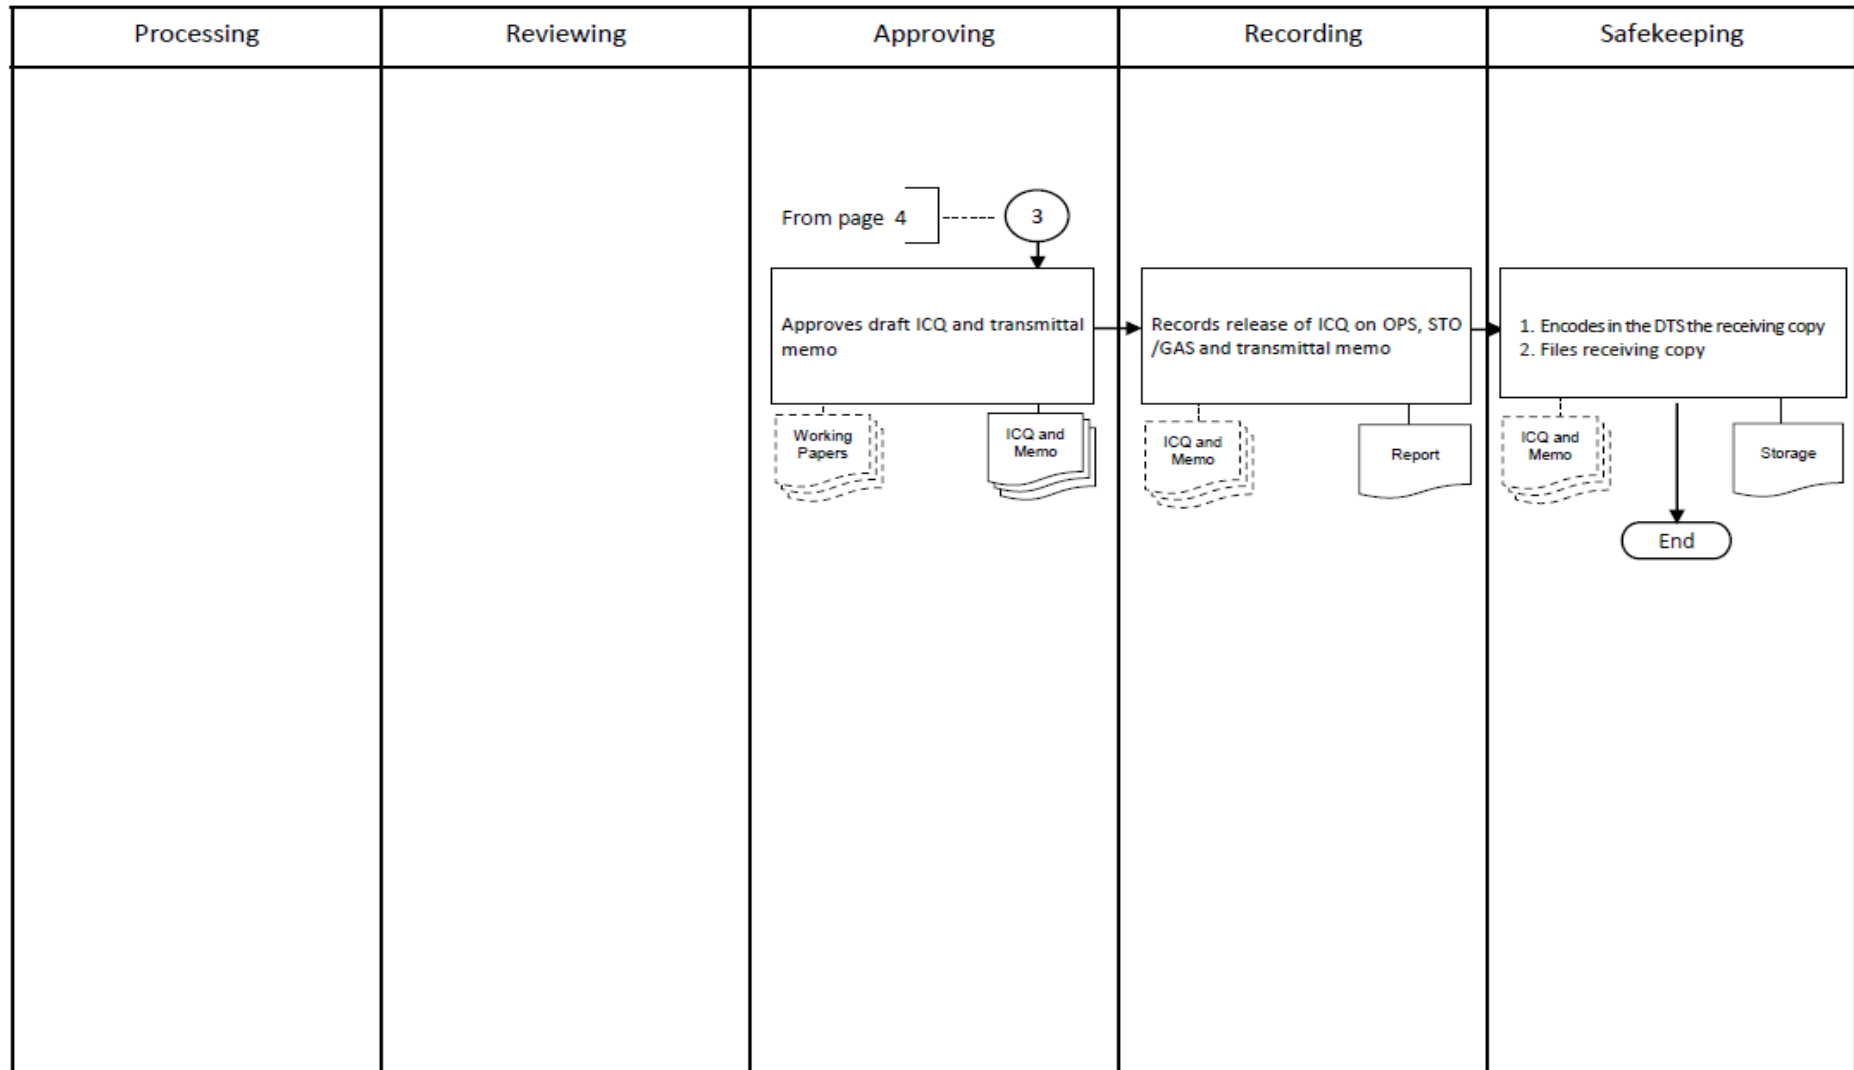 Processing
Reviewing
Approving
Recording
Safekeeping
From page 4
3
Approves draft ICQ and transmittal
memo
Records release of ICQ on OPS, STO
/GAS and transmittal memo
1. Encodes in the DTS the receiving copy
2. Files receiving copy
Working
Papers
ICQ and
Memo
ICQ and
Memo
Report
ICQ and
Memo
Storage
End